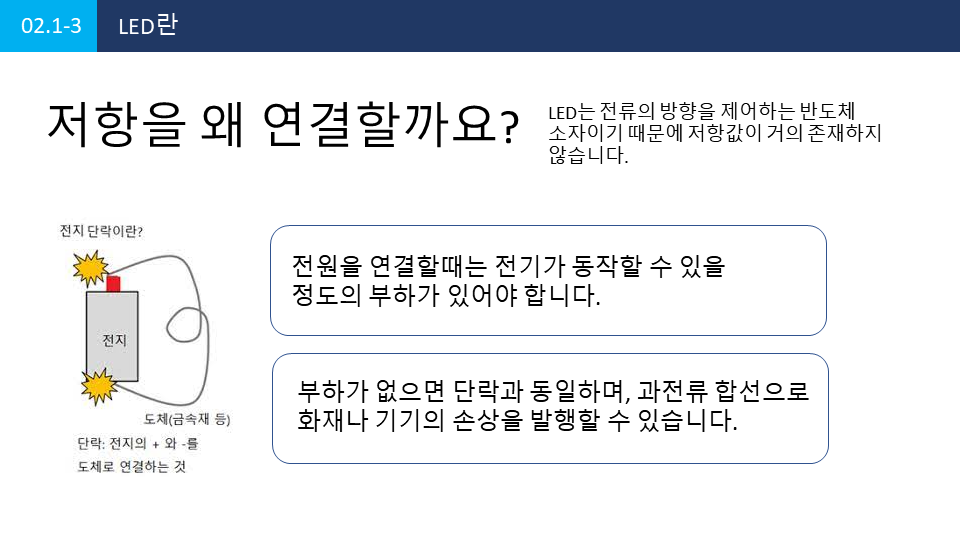 02.1-3
LED란
저항을 왜 연결할까요?
LED는 전류의 방향을 제어하는 반도체
소자이기 때문에 저항값이 거의 존재하지
않습니다.
전지 단락이란?
전지
도체(금속재 등)
단락: 전지의 + 와 -를
도체로 연결하는 것
전원을 연결할때는 전기가 동작할 수 있을
정도의 부하가 있어야 합니다.
부하가 없으면 단락과 동일하며, 과전류 합선으로
화재나 기기의 손상을 발행할 수 있습니다.